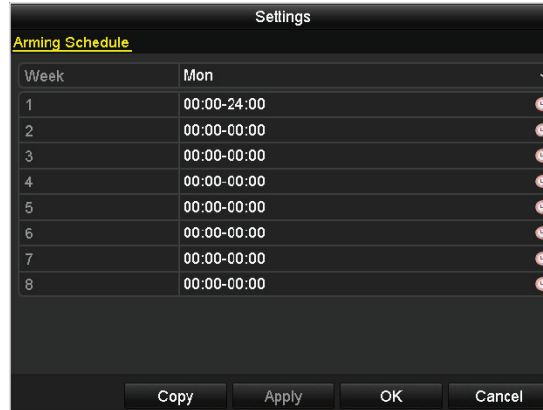 Settings
Arming Schedule
Week Mon
1 00:00-24:00
2 00:00-00:00
3 00:00-00:00
4 00:00-00:00
5 00:00-00:00
6 00:00-00:00
7 00:00-00:00
8 00:00-00:00
Copy Apply OK Cancel